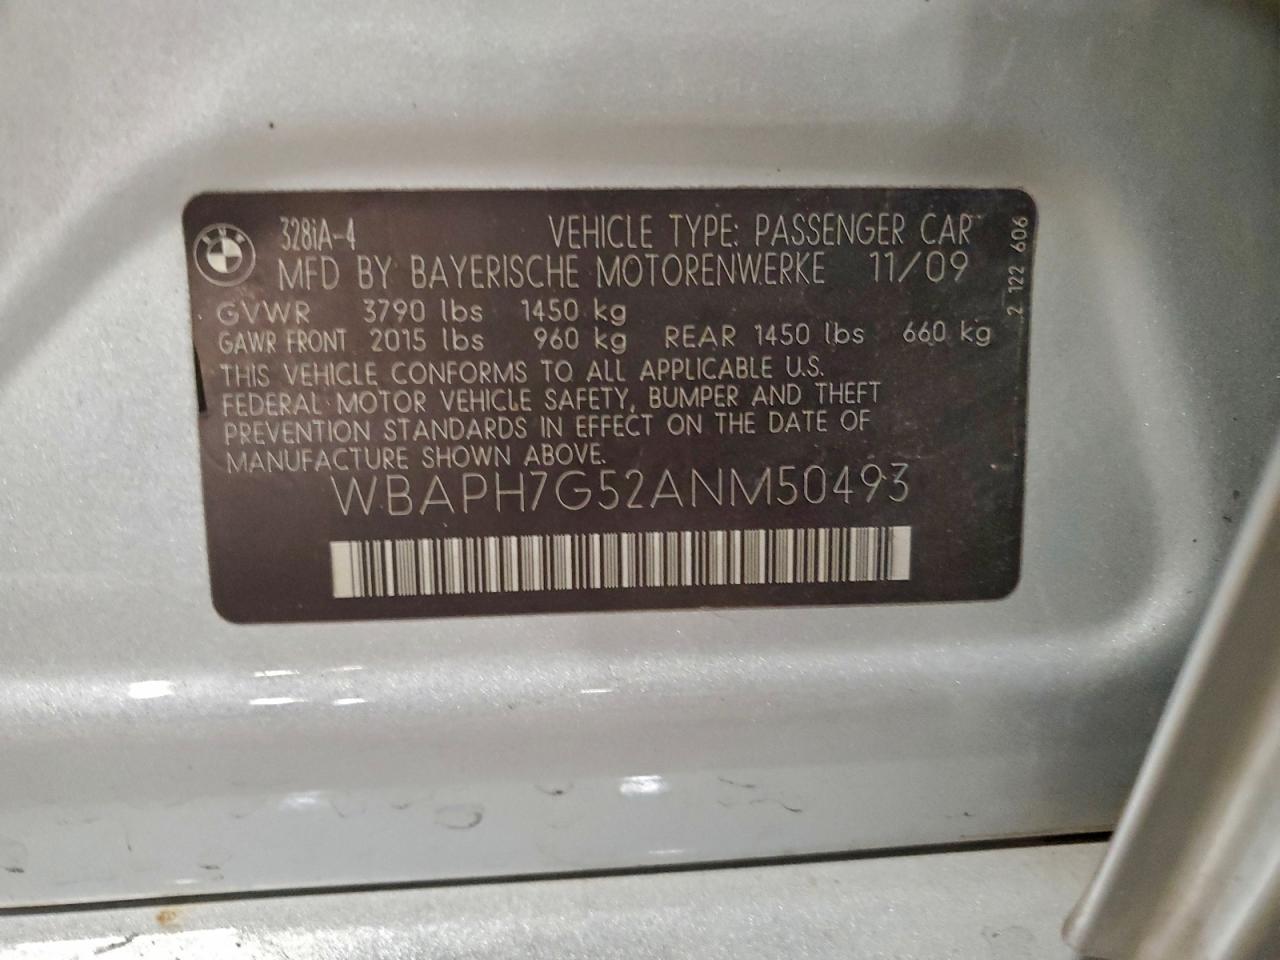 328iA-4 VEHICLE TYPE: PASSENGER CAR
MFD BY BAYERISCHE MOTORENWERKE 11/09
GVWR 3790 lbs 1450 kg
GAWR FRONT 2015 lbs 960 kg REAR 1450 lbs 660 kg
THIS VEHICLE CONFORMS TO ALL APPLICABLE U.S.
FEDERAL MOTOR VEHICLE SAFETY, BUMPER AND THEFT
PREVENTION STANDARDS IN EFFECT ON THE DATE OF
MANUFACTURE SHOWN ABOVE.
WBAPH7G52ANM50493
2 122 606